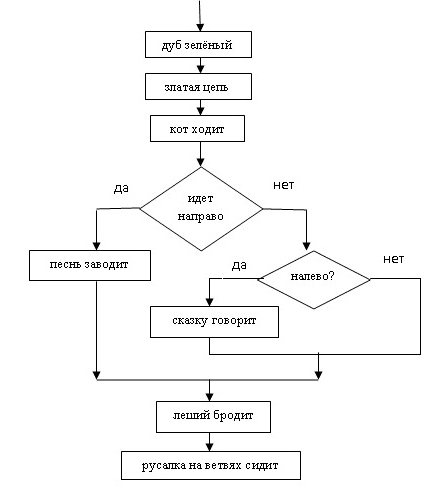 дуб зелёный
златая цепь
кот ходит
да
нет
идет
направо
песнь заводит
да
нет
налево?
сказку говорит
леший бродит
русалка на ветвях сидит